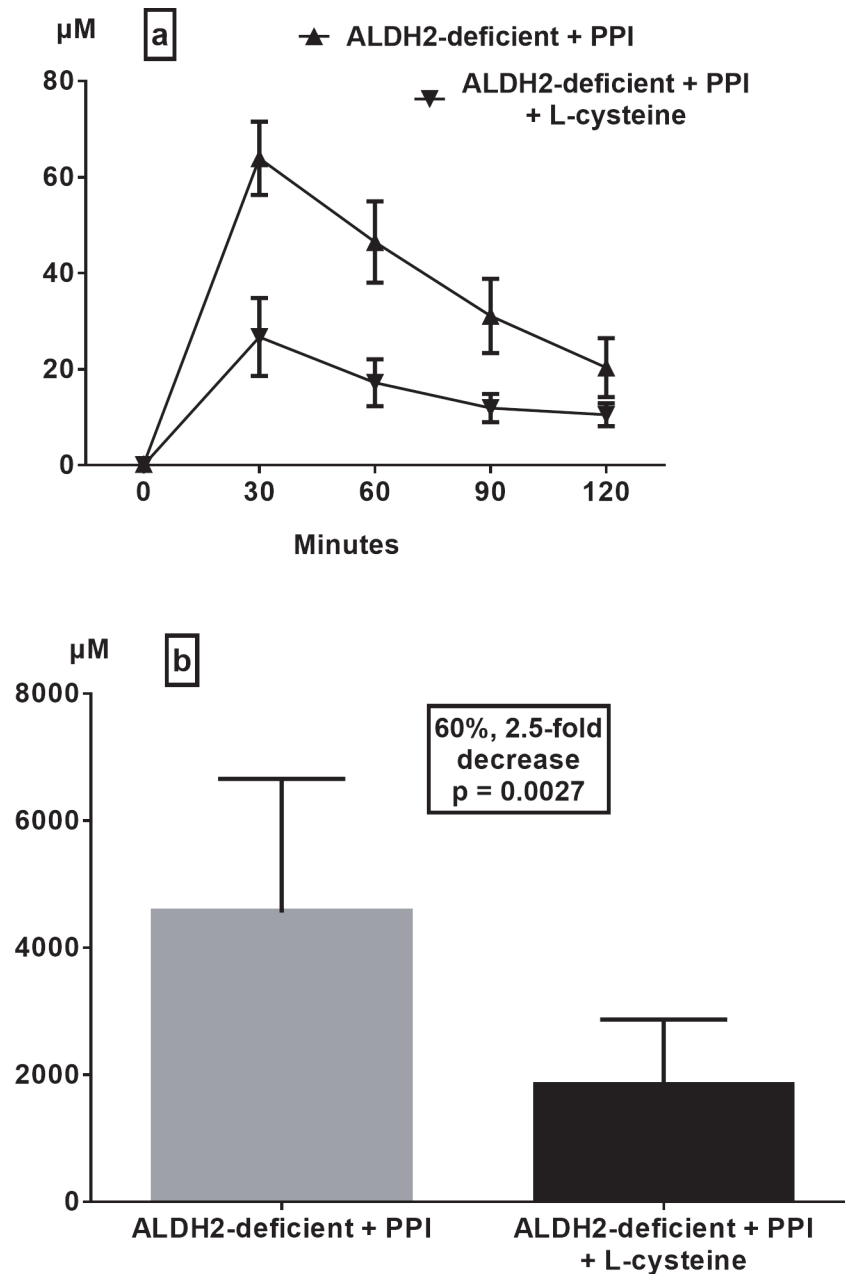 µM
a
ALDH2-deficient + PPI
ALDH2-deficient + PPI
+ L-cysteine
80
60
40
20
0
0 30 60 90 120
Minutes
µM
b
8000
60%, 2.5-fold
decrease
p = 0.0027
6000
4000
2000
0
ALDH2-deficient + PPI
ALDH2-deficient + PPI
+ L-cysteine